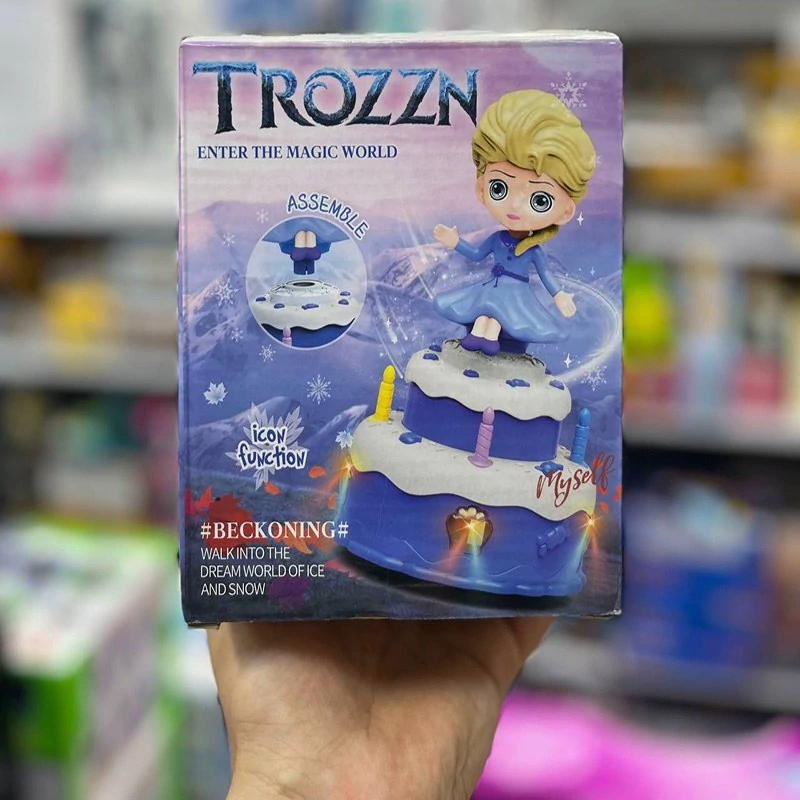 TROZZN
ENTER THE MAGIC WORLD
ASSEMBLE
icon
function
Myself
#BECKONING#
WALK INTO THE
DREAM WORLD OF ICE
AND SNOW